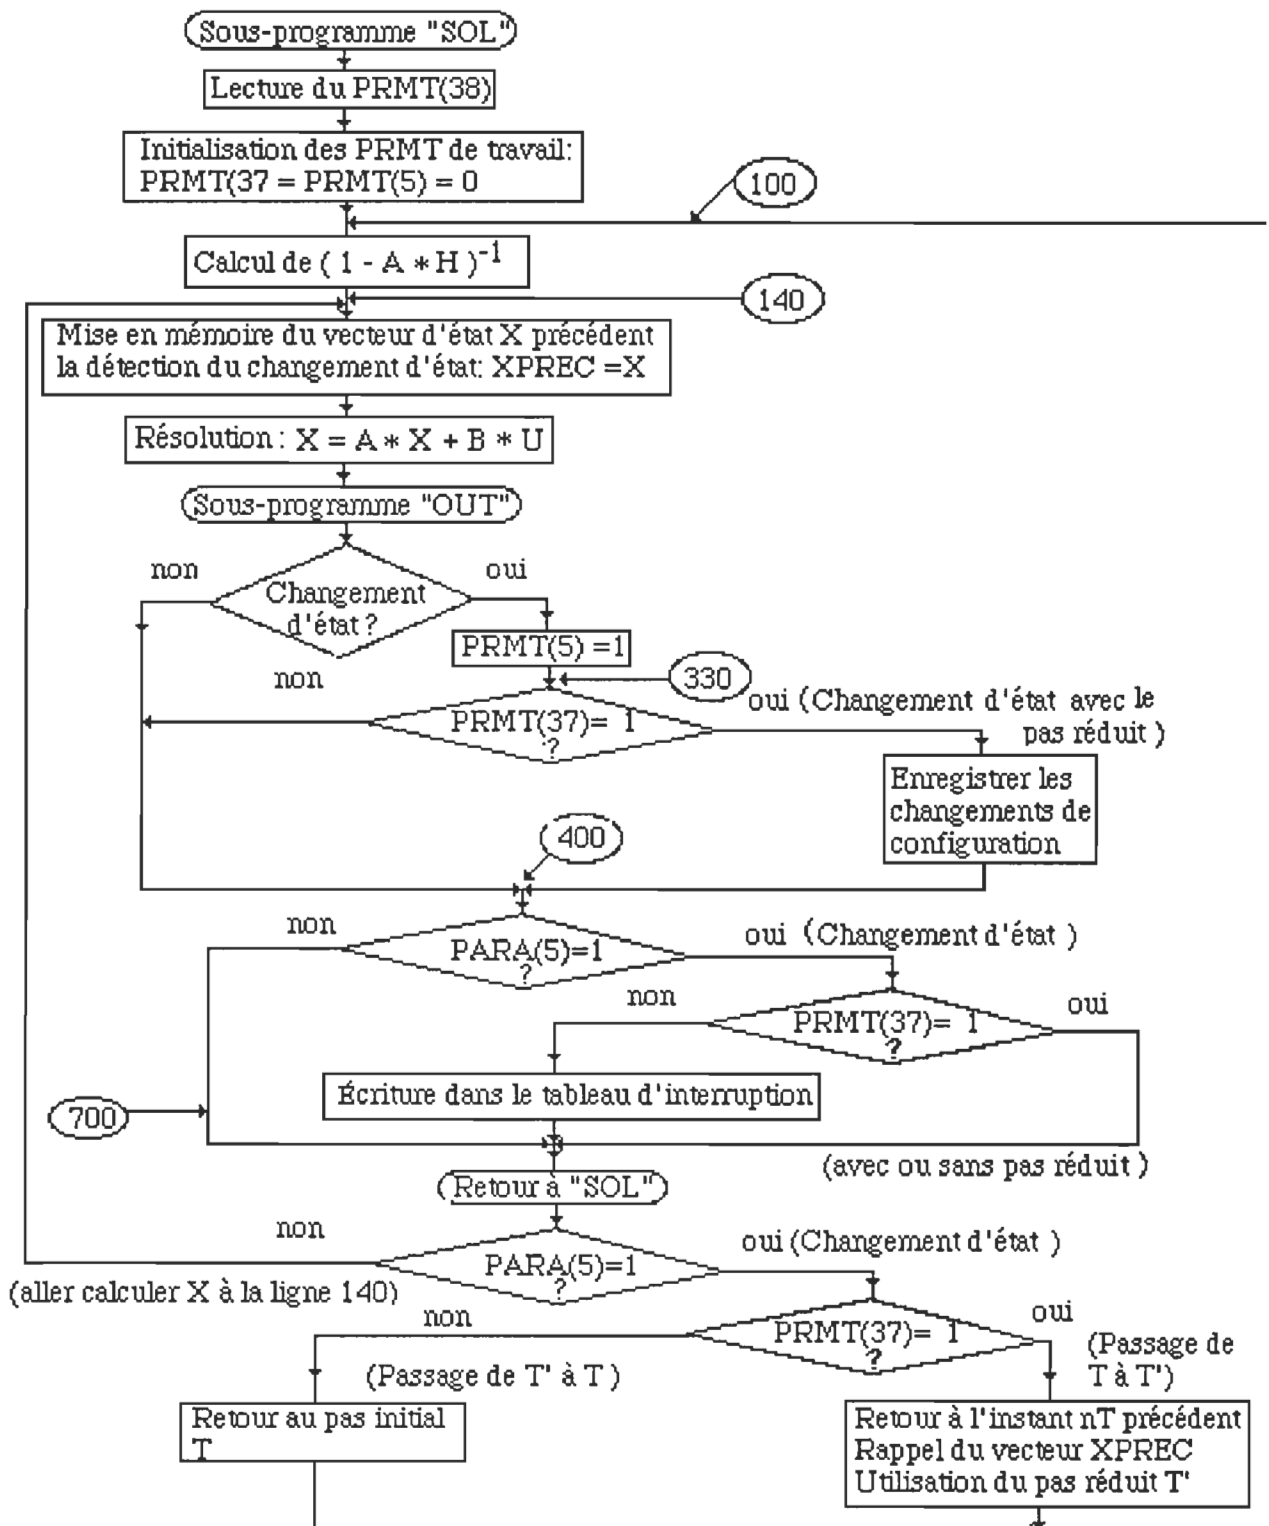 Sous-programme "SOL"
Lecture du PRMT(38)
Initialisation des PRMT de travail:
PRMT(37 = PRMT(5) = 0
100
Calcul de ( 1 - A * H )-1
140
Mise en mémoire du vecteur d'état X précédent
la détection du changement d'état: XPREC =X
Résolution : X = A * X + B * U
Sous-programme "OUT"
non
oui
Changement
d'état ?
PRMT(5) =1
non
330
oui (Changement d'état avec le
pas réduit )
PRMT(37)= 1
?
Enregistrer les
changements de
configuration
400
non
oui (Changement d'état )
PARA(5)=1
?
non
oui
PRMT(37)= 1
?
Écriture dans le tableau d'interruption
700
(avec ou sans pas réduit )
Retour à "SOL"
non
oui (Changement d'état )
PARA(5)=1
?
(aller calculer X à la ligne 140)
non
oui
PRMT(37)= 1
?
(Passage de
T à T')
(Passage de T' à T )
Retour au pas initial
T
Retour à l'instant nT précédent
Rappel du vecteur XPREC
Utilisation du pas réduit T'